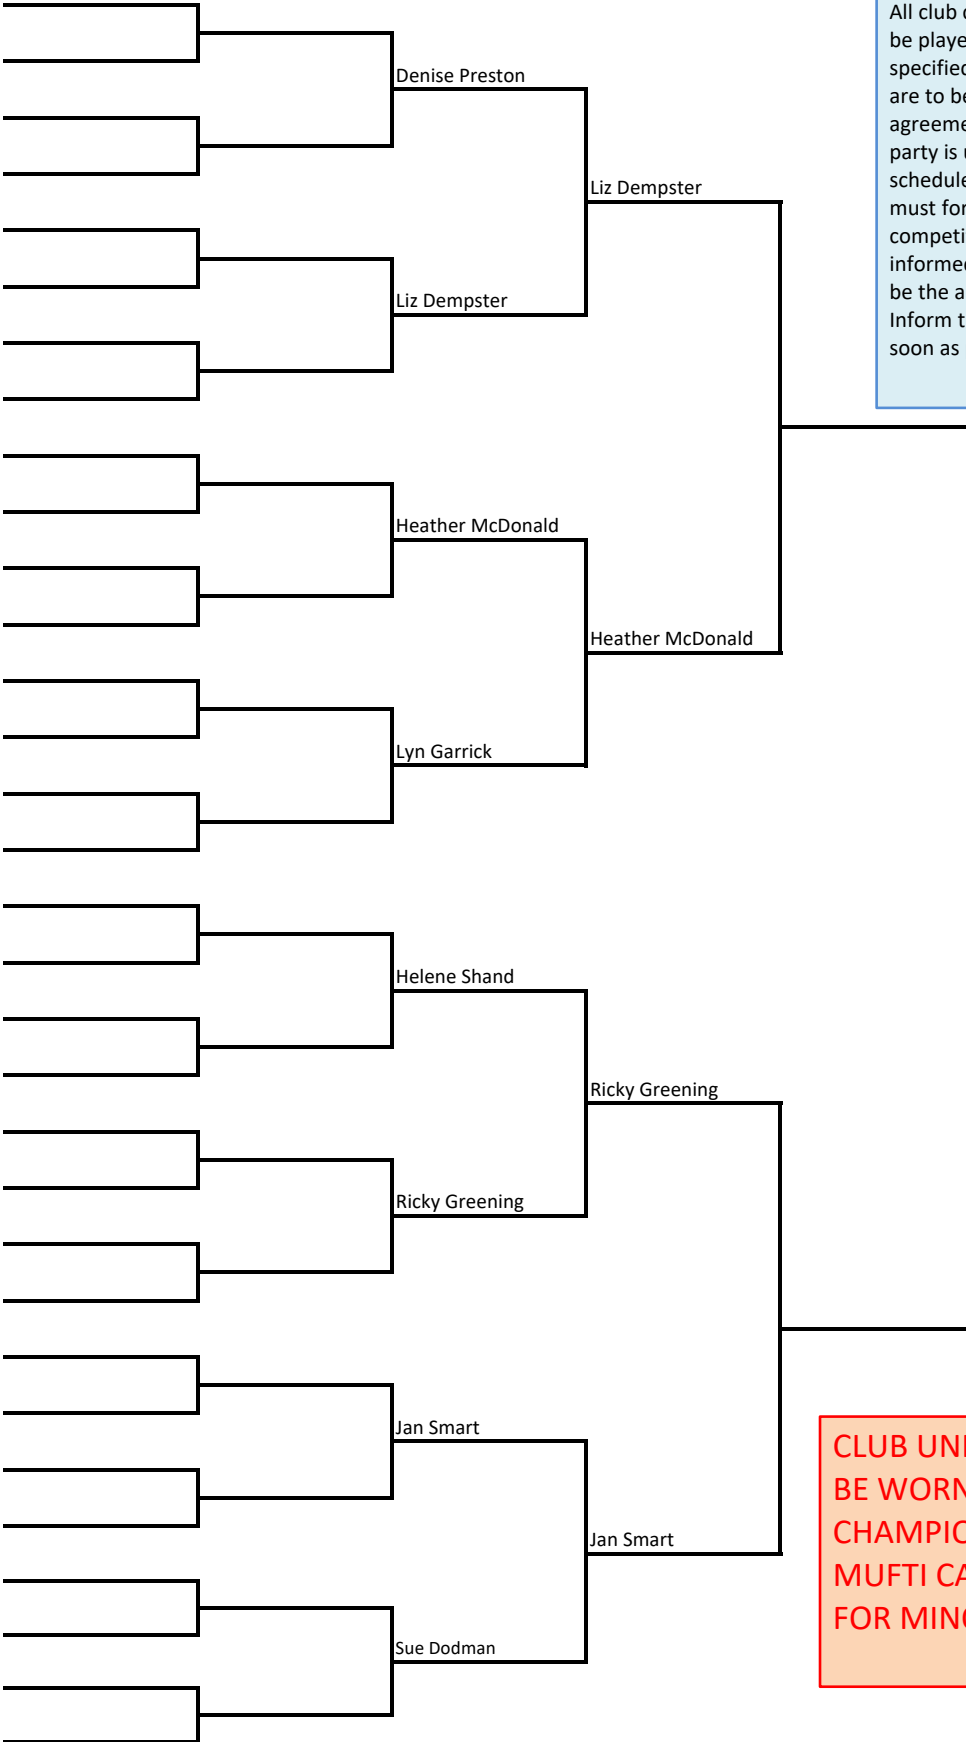 All club
be playe
specified
are to be
agreeme
party is
schedule
must for
competi
informed
be the a
Inform t
soon as
Denise Preston
Liz Dempster
Liz Dempster
Heather McDonald
Heather McDonald
Lyn Garrick
Helene Shand
Ricky Greening
Ricky Greening
Jan Smart
Jan Smart
Sue Dodman
CLUB UNI
BE WORN
CHAMPIO
MUFTI CA
FOR MINO